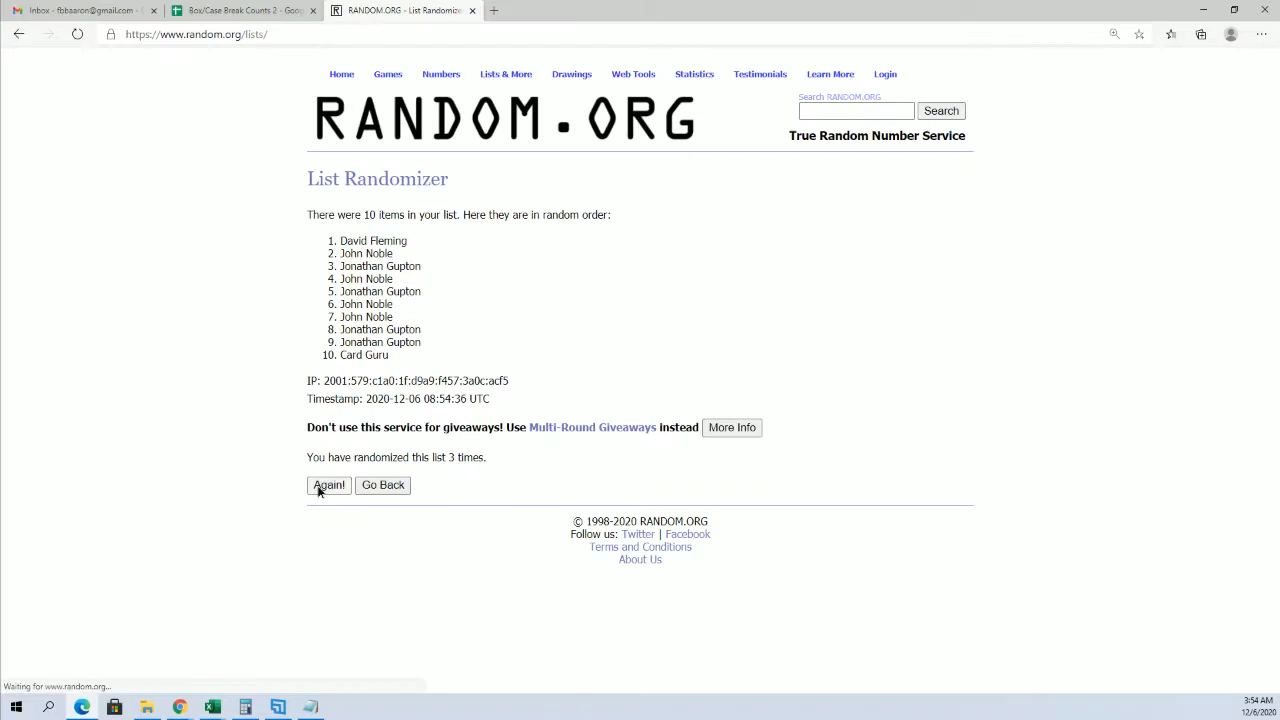 Inbox - fbbaaron@gmail.com - G
Box/Case Break Counts 2 - Goog
RANDOM.ORG - List Randomizer
https://www.random.org/lists/
Home Games Numbers Lists & More Drawings Web Tools Statistics Testimonials Learn More Login
RANDOM.ORG
Search RANDOM.ORG
Search
True Random Number Service
List Randomizer
There were 10 items in your list. Here they are in random order:
1. David Fleming
2. John Noble
3. Jonathan Gupton
4. John Noble
5. Jonathan Gupton
6. John Noble
7. John Noble
8. Jonathan Gupton
9. Jonathan Gupton
10. Card Guru
IP: 2001:579:c1a0:1f:d9a9:f457:3a0c:acf5
Timestamp: 2020-12-06 08:54:36 UTC
Don't use this service for giveaways! Use Multi-Round Giveaways instead More Info
You have randomized this list 3 times.
Again! Go Back
© 1998-2020 RANDOM.ORG
Follow us: Twitter | Facebook
Terms and Conditions
About Us
Waiting for www.random.org...
3:54 AM
12/6/2020